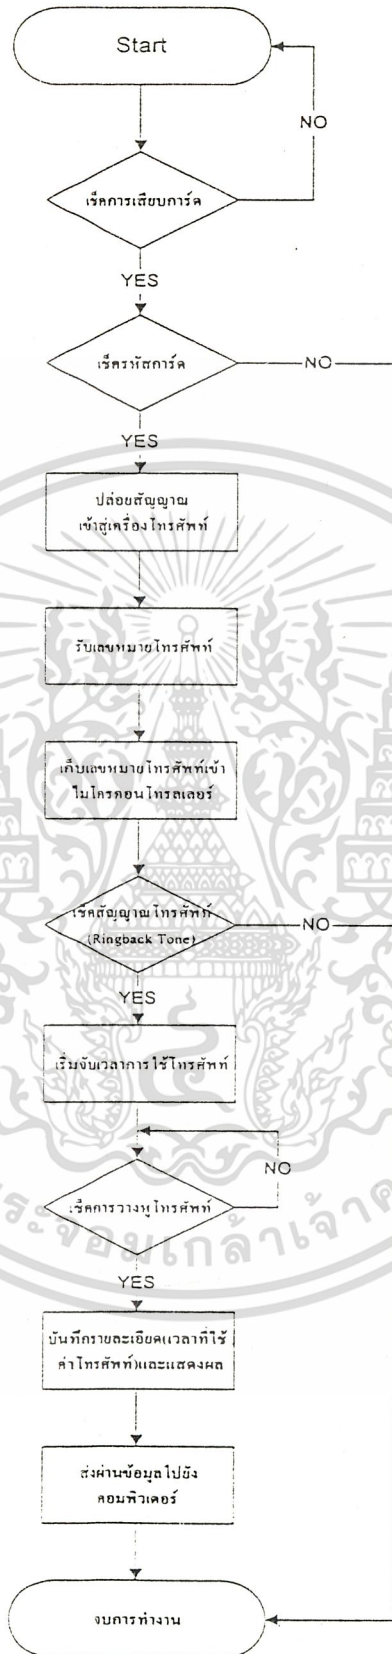 Start
NO
เช็คการเสียบการ์ด
YES
เช็ครหัสการ์ด
NO
YES
ปล่อยสัญญาณ
เข้าสู่เครื่องโทรศัพท์
รับเลขหมายโทรศัพท์
เก็บเลขหมายโทรศัพท์เข้า
ไมโครคอนโทรลเลอร์
เช็คสัญญาณโทรศัพท์
(Ringback Tone)
NO
YES
เริ่มจับเวลาการใช้โทรศัพท์
NO
เช็คการวางหูโทรศัพท์
YES
บันทึกรายละเอียด(เวลาที่ใช้
ค่าโทรศัพท์)และแสดงผล
ส่งผ่านข้อมูลไปยัง
คอมพิวเตอร์
จบการทำงาน